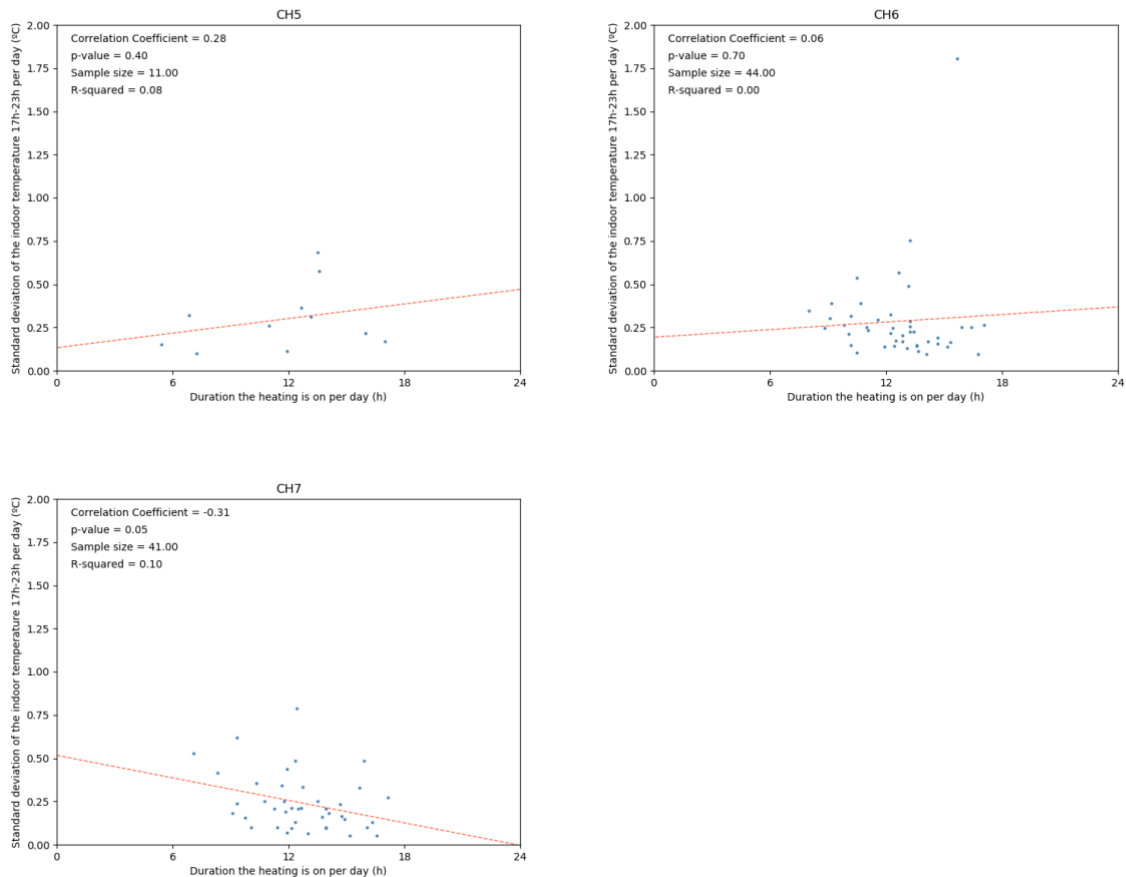 CH5
Correlation Coefficient = 0.28
p-value = 0.40
Sample size = 11.00
R-squared = 0.08
Standard deviation of the indoor temperature 17h-23h per day (ºC)
2.00
1.75
1.50
1.25
1.00
0.75
0.50
0.25
0.00
0 6 12 18 24
Duration the heating is on per day (h)
CH6
Correlation Coefficient = 0.06
p-value = 0.70
Sample size = 44.00
R-squared = 0.00
Standard deviation of the indoor temperature 17h-23h per day (ºC)
2.00
1.75
1.50
1.25
1.00
0.75
0.50
0.25
0.00
0 6 12 18 24
Duration the heating is on per day (h)
CH7
Correlation Coefficient = -0.31
p-value = 0.05
Sample size = 41.00
R-squared = 0.10
Standard deviation of the indoor temperature 17h-23h per day (ºC)
2.00
1.75
1.50
1.25
1.00
0.75
0.50
0.25
0.00
0 6 12 18 24
Duration the heating is on per day (h)